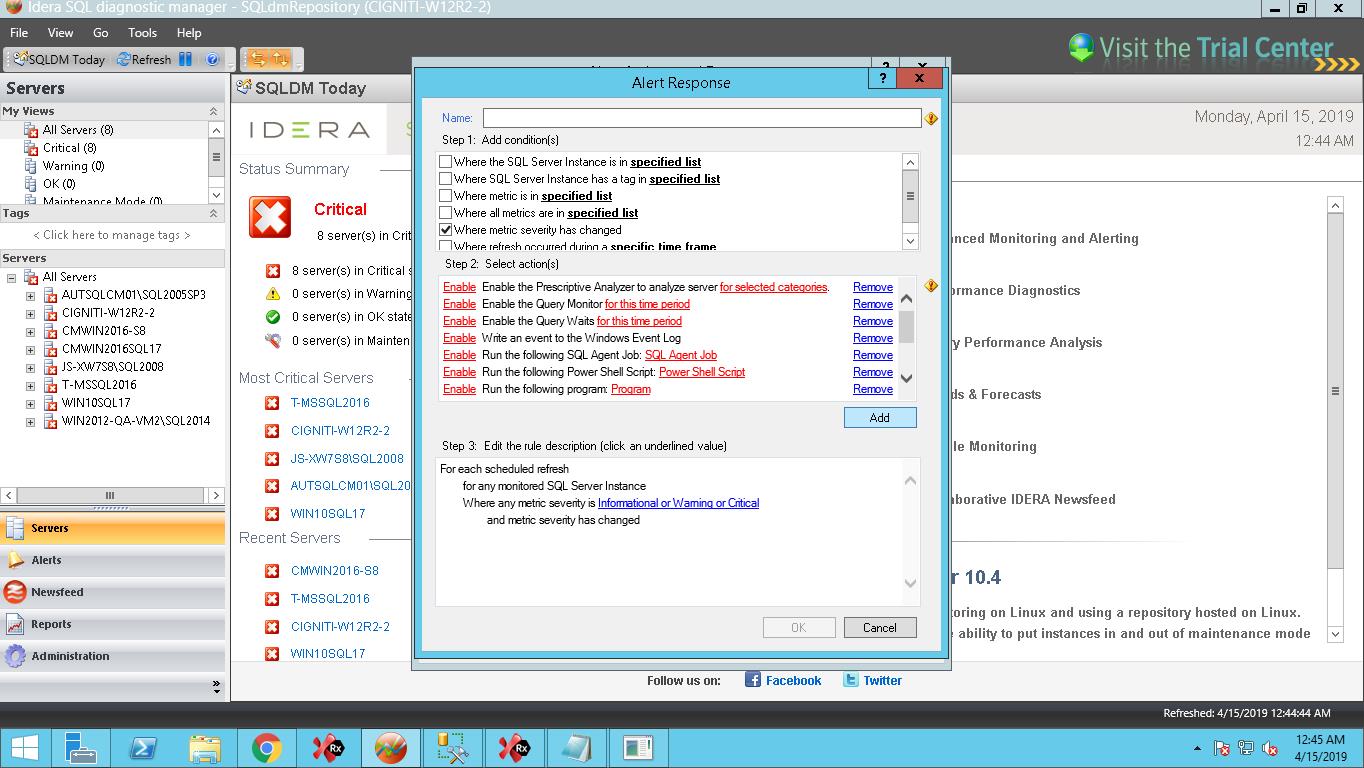 Idera SQL diagnostic manager - SQLdmRepository (CIGNITI-W12R2-2)
File View Go Tools Help
SQLDM Today Refresh
Visit the Trial Center
Servers
My Views
All Servers (8)
Critical (8)
Warning (0)
OK (0)
Maintenance Mode (0)
Tags
< Click here to manage tags >
Servers
All Servers
AUTSQLCM01\SQL2005SP3
CIGNITI-W12R2-2
CMWIN2016-S8
CMWIN2016SQL17
JS-XW7S8\SQL2008
T-MSSQL2016
WIN10SQL17
WIN2012-QA-VM2\SQL2014
Servers
Alerts
Newsfeed
Reports
Administration
SQLDM Today
IDERA
Monday, April 15, 2019
12:44 AM
Status Summary
Critical
8 server(s) in Crit
8 server(s) in Critical s
0 server(s) in Warning
0 server(s) in OK state
0 server(s) in Mainten
Most Critical Servers
T-MSSQL2016
CIGNITI-W12R2-2
JS-XW7S8\SQL2008
AUTSQLCM01\SQL20
WIN10SQL17
Recent Servers
CMWIN2016-S8
T-MSSQL2016
CIGNITI-W12R2-2
WIN10SQL17
Alert Response
? x
Name:
Step 1: Add condition(s)
Where the SQL Server Instance is in specified list
Where SQL Server Instance has a tag in specified list
Where metric is in specified list
Where all metrics are in specified list
Where metric severity has changed
Where refresh occurred during a specific time frame
Step 2: Select action(s)
Enable Enable the Prescriptive Analyzer to analyze server for selected categories. Remove
Enable Enable the Query Monitor for this time period Remove
Enable Enable the Query Waits for this time period Remove
Enable Write an event to the Windows Event Log Remove
Enable Run the following SQL Agent Job: SQL Agent Job Remove
Enable Run the following Power Shell Script: Power Shell Script Remove
Enable Run the following program: Program Remove
Add
Step 3: Edit the rule description (click an underlined value)
For each scheduled refresh
for any monitored SQL Server Instance
Where any metric severity is Informational or Warning or Critical
and metric severity has changed
OK Cancel
nced Monitoring and Alerting
rmance Diagnostics
y Performance Analysis
ds & Forecasts
le Monitoring
aborative IDERA Newsfeed
r 10.4
oring on Linux and using a repository hosted on Linux.
e ability to put instances in and out of maintenance mode
Follow us on: Facebook Twitter
Refreshed: 4/15/2019 12:44:44 AM
12:45 AM
4/15/2019